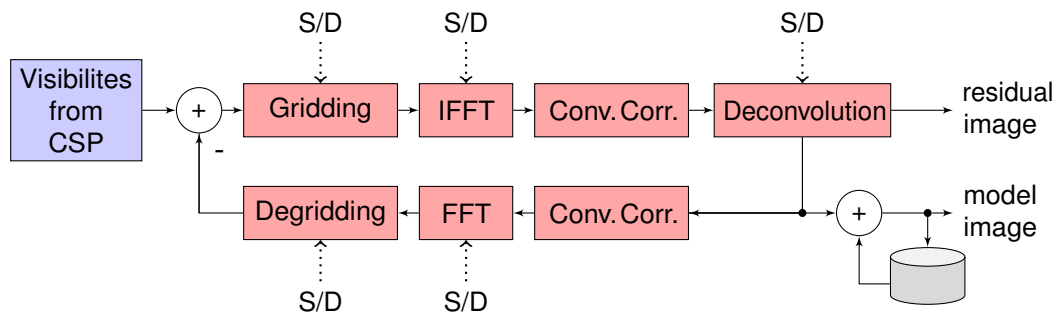 S/D
S/D
S/D
Visibilites
from
CSP
+
Gridding
IFFT
Conv. Corr.
Deconvolution
residual
image
-
Degridding
FFT
Conv. Corr.
+
model
image
S/D
S/D